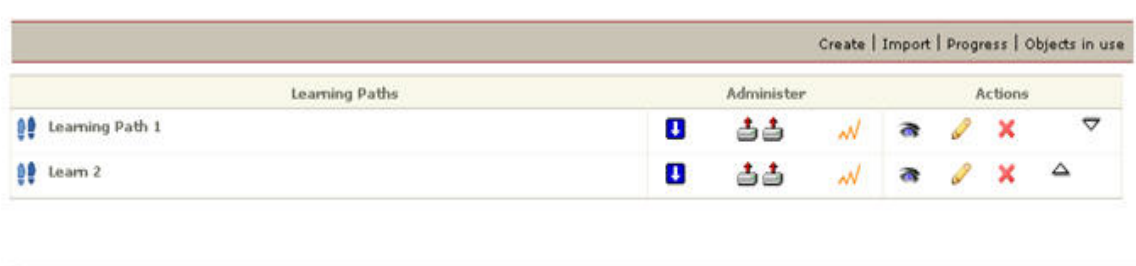 Create | Import | Progress | Objects in use
Learning Paths Administer Actions
Learning Path 1
Learn 2